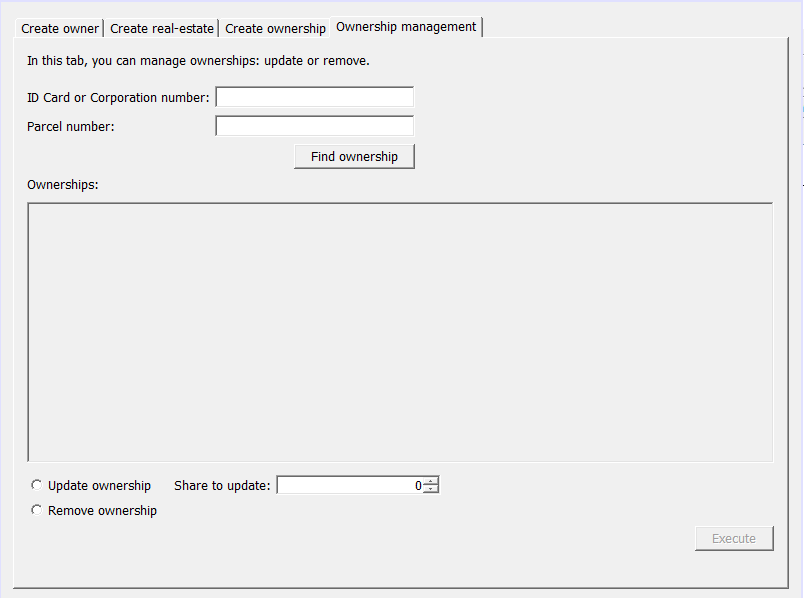 Create owner Create real-estate Create ownership Ownership management
In this tab, you can manage ownerships: update or remove.
ID Card or Corporation number:
Parcel number:
Find ownership
Ownerships:
Update ownership Share to update: 0
Remove ownership
Execute